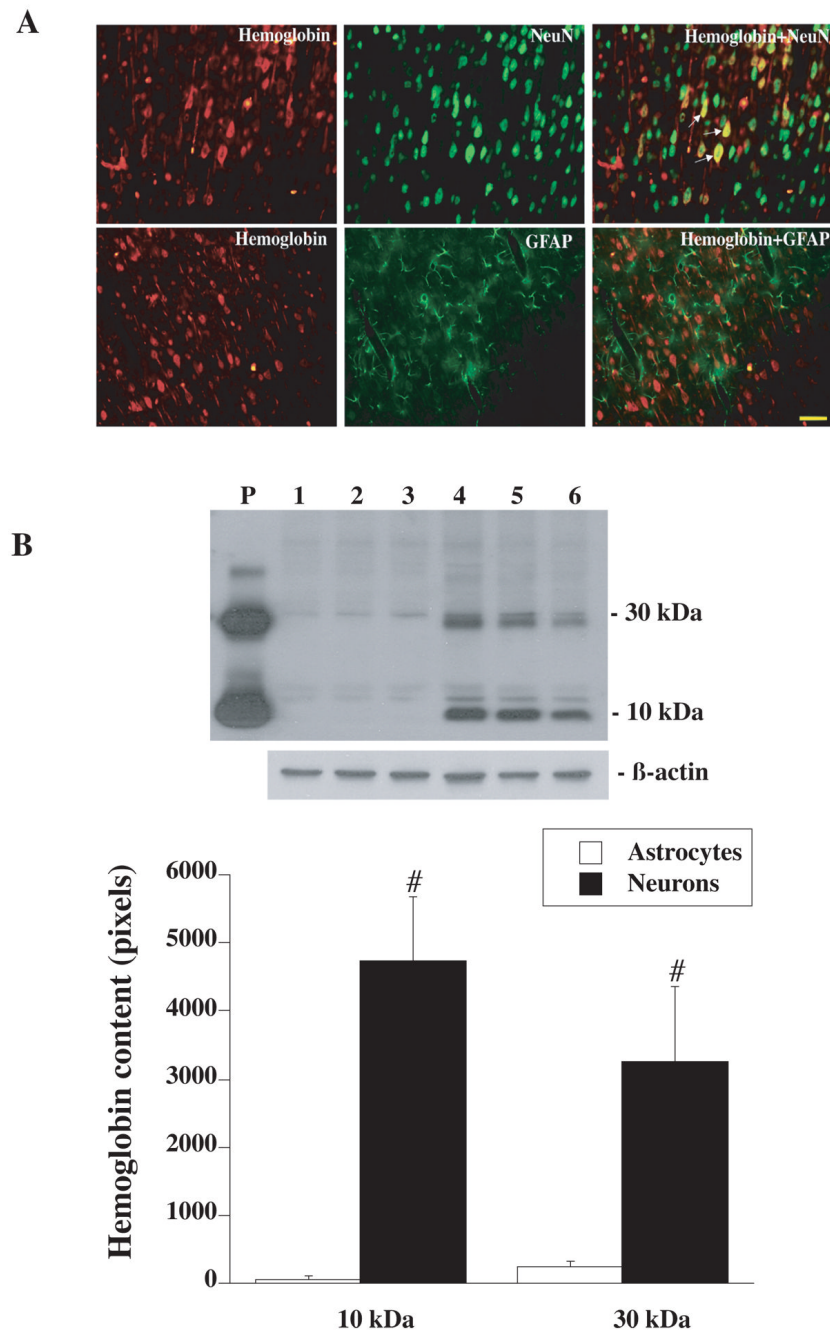 A
Hemoglobin
NeuN
Hemoglobin+NeuN
Hemoglobin
GFAP
Hemoglobin+GFAP
B
P 1 2 3 4 5 6
- 30 kDa
- 10 kDa
- ß-actin
Astrocytes
Neurons
Hemoglobin content (pixels)
6000
5000
4000
3000
2000
1000
0
#
#
10 kDa
30 kDa